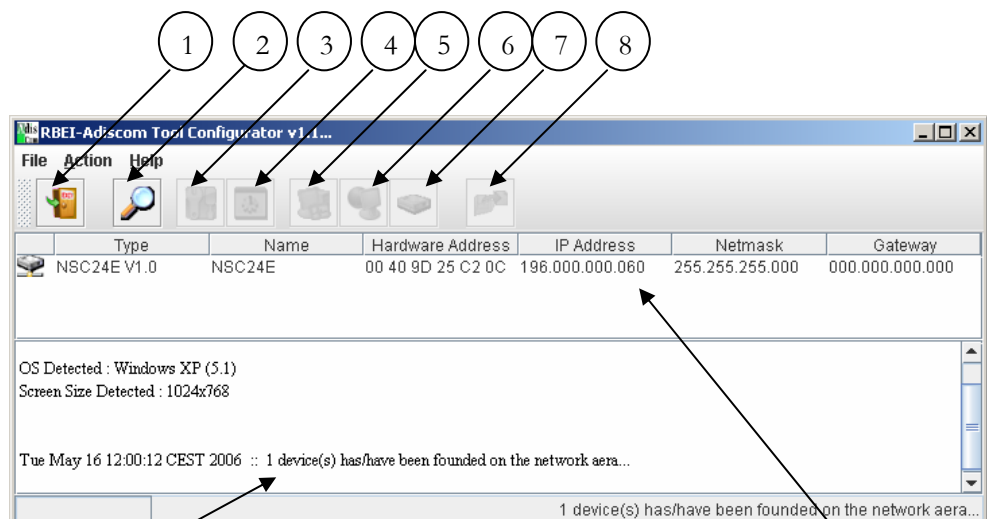 1 2 3 4 5 6 7 8
RBEI-Adiscom Tool Configurator v1.1...
File Action Help
Type Name Hardware Address IP Address Netmask Gateway
NSC24E V1.0 NSC24E 00 40 9D 25 C2 0C 196.000.000.060 255.255.255.000 000.000.000.000
OS Detected : Windows XP (5.1)
Screen Size Detected : 1024x768
Tue May 16 12:00:12 CEST 2006 :: 1 device(s) has/have been founded on the network aera...
1 device(s) has/have been founded on the network aera...